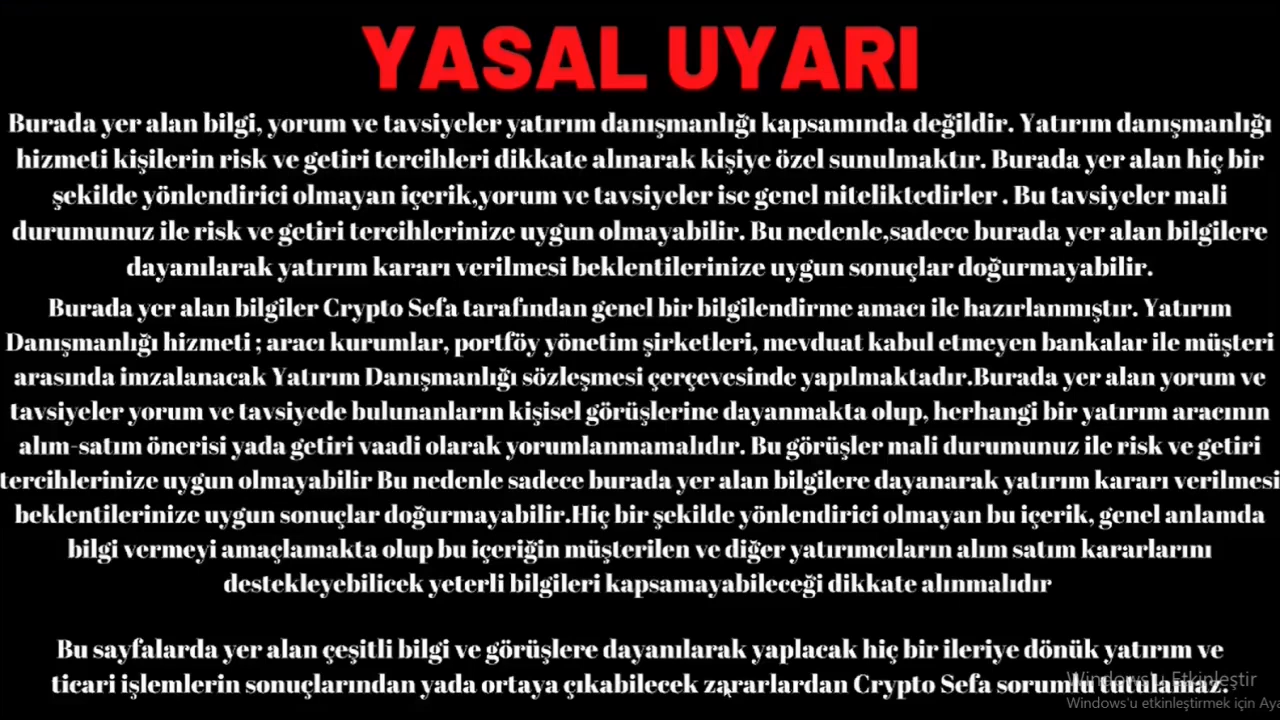 YASAL UYARI
Burada yer alan bilgi, yorum ve tavsiyeler yatırım danışmanlığı kapsamında değildir. Yatırım danışmanlığı
hizmeti kişilerin risk ve getiri tercihleri dikkate alınarak kişiye özel sunulmaktır. Burada yer alan hiç bir
şekilde yönlendirici olmayan içerik,yorum ve tavsiyeler ise genel niteliktedirler . Bu tavsiyeler mali
durumunuz ile risk ve getiri tercihlerinize uygun olmayabilir. Bu nedenle,sadece burada yer alan bilgilere
dayanılarak yatırım kararı verilmesi beklentilerinize uygun sonuçlar doğurmayabilir.
Burada yer alan bilgiler Crypto Sefa tarafından genel bir bilgilendirme amacı ile hazırlanmıştır. Yatırım
Danışmanlığı hizmeti ; aracı kurumlar, portföy yönetim şirketleri, mevduat kabul etmeyen bankalar ile müşteri
arasında imzalanacak Yatırım Danışmanlığı sözleşmesi çerçevesinde yapılmaktadır.Burada yer alan yorum ve
tavsiyeler yorum ve tavsiyede bulunanların kişisel görüşlerine dayanmakta olup, herhangi bir yatırım aracının
alım-satım önerisi yada getiri vaadi olarak yorumlanmamalıdır. Bu görüşler mali durumunuz ile risk ve getiri
tercihlerinize uygun olmayabilir Bu nedenle sadece burada yer alan bilgilere dayanarak yatırım kararı verilmesi
beklentilerinize uygun sonuçlar doğurmayabilir.Hiç bir şekilde yönlendirici olmayan bu içerik, genel anlamda
bilgi vermeyi amaçlamakta olup bu içeriğin müşterilen ve diğer yatırımcıların alım satım kararlarını
destekleyebilicek yeterli bilgileri kapsamayabileceği dikkate alınmalıdır
Bu sayfalarda yer alan çeşitli bilgi ve görüşlere dayanılarak yaplacak hiç bir ileriye dönük yatırım ve
ticari işlemlerin sonuçlarından yada ortaya çıkabilecek zararlardan Crypto Sefa sorumlu tutulamaz.
Windows'u Etkinleştir
Windows'u etkinleştirmek için Aya